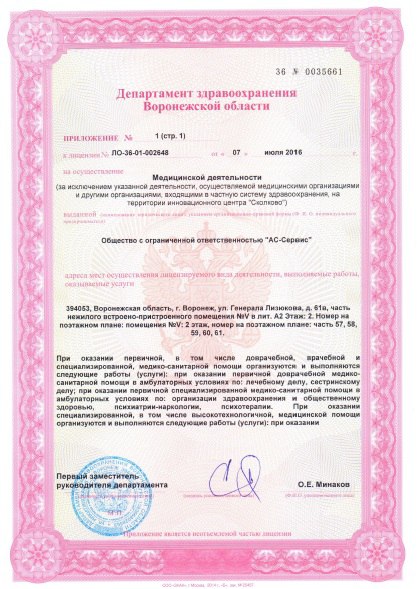 36 № 0035661
Департамент здравоохранения
Воронежской области
ПРИЛОЖЕНИЕ № 1 (стр. 1)
к лицензии № ЛО-36-01-002648 от « 07 » июля 2016 г.
на осуществление
Медицинской деятельности
(за исключением указанной деятельности, осуществляемой медицинскими организациями
и другими организациями, входящими в частную систему здравоохранения, на
территории инновационного центра "Сколково")
выданной (наименование юридического лица с указанием организационно-правовой формы (Ф.И.О. индивидуального
предпринимателя)
Общество с ограниченной ответственностью "АС-Сервис"
адреса мест осуществления лицензируемого вида деятельности, выполняемые работы,
оказываемые услуги
394053, Воронежская область, г. Воронеж, ул. Генерала Лизюкова, д. 61в, часть
нежилого встроено-пристроенного помещения №V в лит. А2 Этаж: 2. Номер на
поэтажном плане: помещения №V: 2 этаж, номер на поэтажном плане: часть 57, 58,
59, 60, 61.
При оказании первичной, в том числе доврачебной, врачебной и
специализированной, медико-санитарной помощи организуются и выполняются
следующие работы (услуги): при оказании первичной доврачебной медико-
санитарной помощи в амбулаторных условиях по: лечебному делу, сестринскому
делу; при оказании первичной специализированной медико-санитарной помощи в
амбулаторных условиях по: организации здравоохранения и общественному
здоровью, психиатрии-наркологии, психотерапии. При оказании
специализированной, в том числе высокотехнологичной, медицинской помощи
организуются и выполняются следующие работы (услуги): при оказании
Первый заместитель
руководителя департамента
О.Е. Минаков
М.П.
Приложение является неотъемлемой частью лицензии